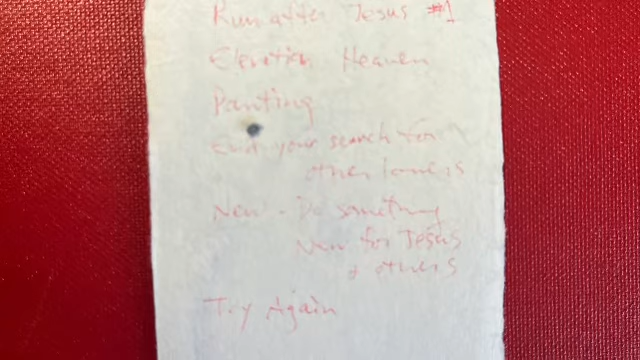 Run after Jesus #1
Elevation Heaven
Panting
End your search for
other lovers
New - Do something
New for Jesus
+ others
Try Again